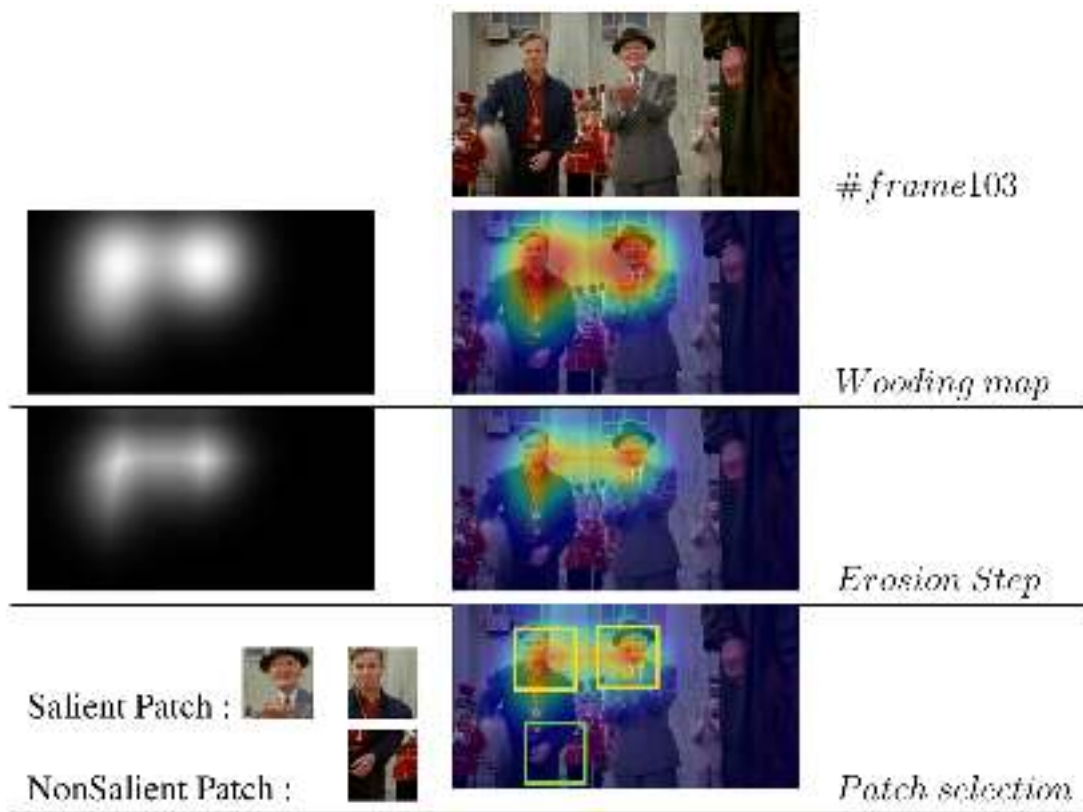 #frame103
Wooding map
Erosion Step
Salient Patch :
NonSalient Patch :
Patch selection